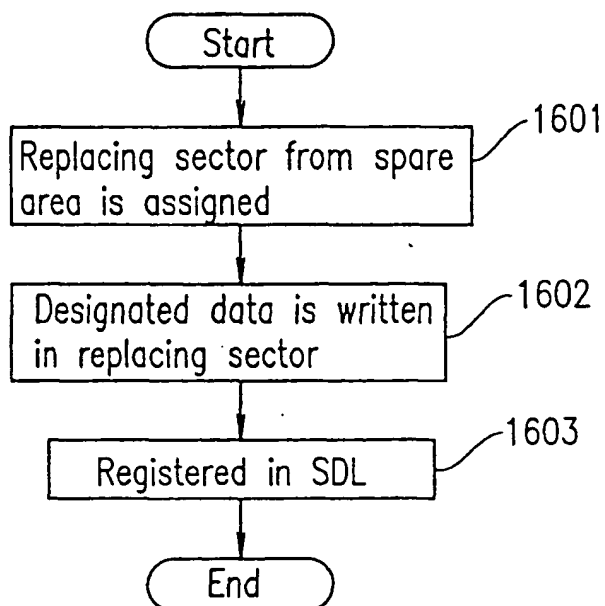 Start
1601
Replacing sector from spare
area is assigned
1602
Designated data is written
in replacing sector
1603
Registered in SDL
End